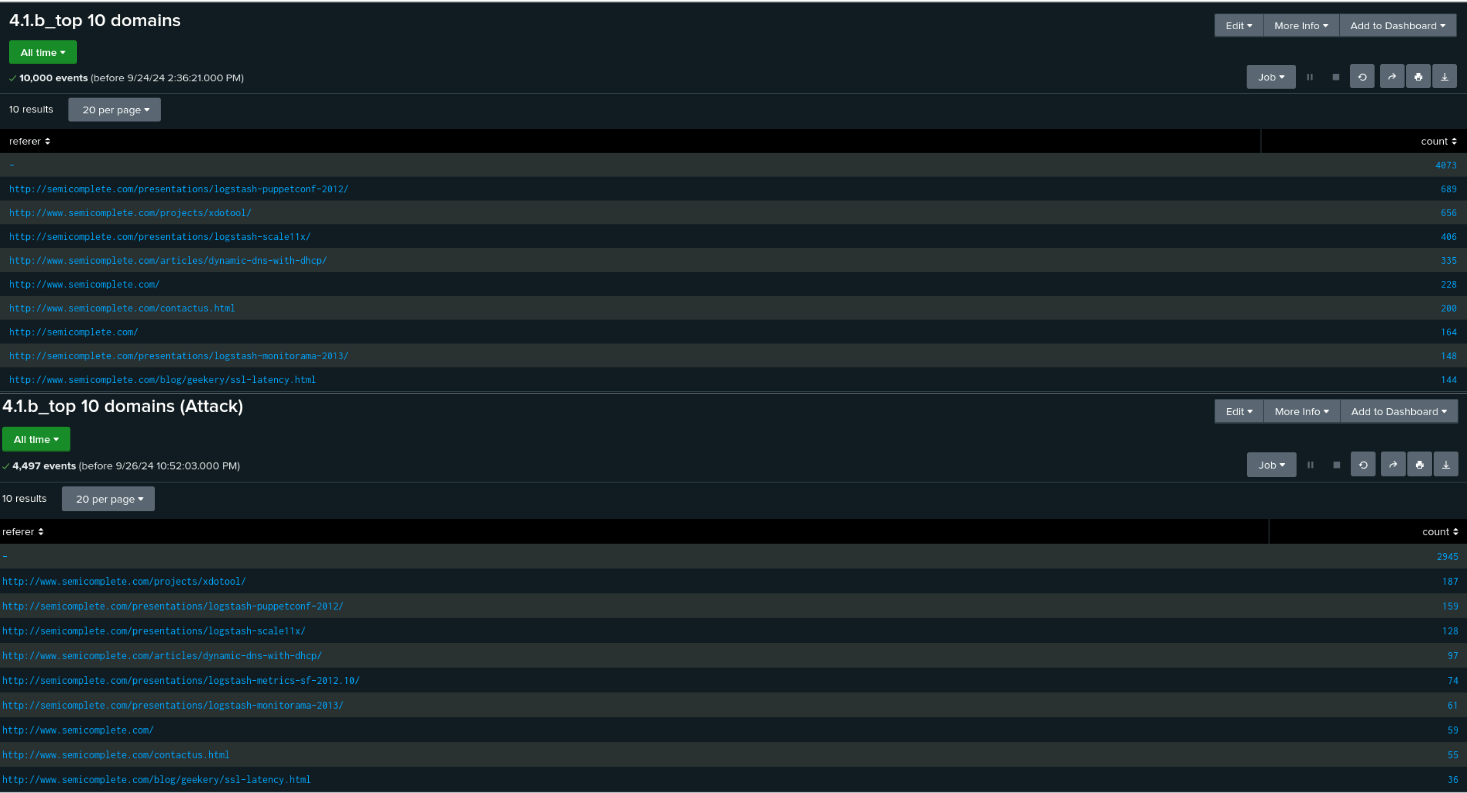 4.1.b_top 10 domains
Edit More Info Add to Dashboard
All time
10,000 events (before 9/24/24 2:36:21.000 PM)
Job
10 results 20 per page
referer count
- 4073
http://semicomplete.com/presentations/logstash-puppetconf-2012/ 689
http://www.semicomplete.com/projects/xdotool/ 656
http://semicomplete.com/presentations/logstash-scale11x/ 406
http://www.semicomplete.com/articles/dynamic-dns-with-dhcp/ 335
http://www.semicomplete.com/ 228
http://www.semicomplete.com/contactus.html 200
http://semicomplete.com/ 164
http://semicomplete.com/presentations/logstash-monitorama-2013/ 148
http://www.semicomplete.com/blog/geekery/ssl-latency.html 144
4.1.b_top 10 domains (Attack)
Edit More Info Add to Dashboard
All time
4,497 events (before 9/26/24 10:52:03.000 PM)
Job
10 results 20 per page
referer count
- 2945
http://www.semicomplete.com/projects/xdotool/ 187
http://semicomplete.com/presentations/logstash-puppetconf-2012/ 159
http://semicomplete.com/presentations/logstash-scale11x/ 128
http://www.semicomplete.com/articles/dynamic-dns-with-dhcp/ 97
http://semicomplete.com/presentations/logstash-metrics-sf-2012.10/ 74
http://semicomplete.com/presentations/logstash-monitorama-2013/ 61
http://www.semicomplete.com/ 59
http://www.semicomplete.com/contactus.html 55
http://www.semicomplete.com/blog/geekery/ssl-latency.html 36